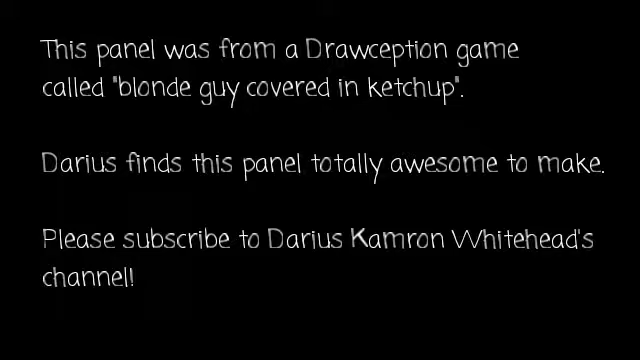 This panel was from a Drawception game
called "blonde guy covered in ketchup".
Darius finds this panel totally awesome to make.
Please subscribe to Darius Kamron Whitehead's
channel!